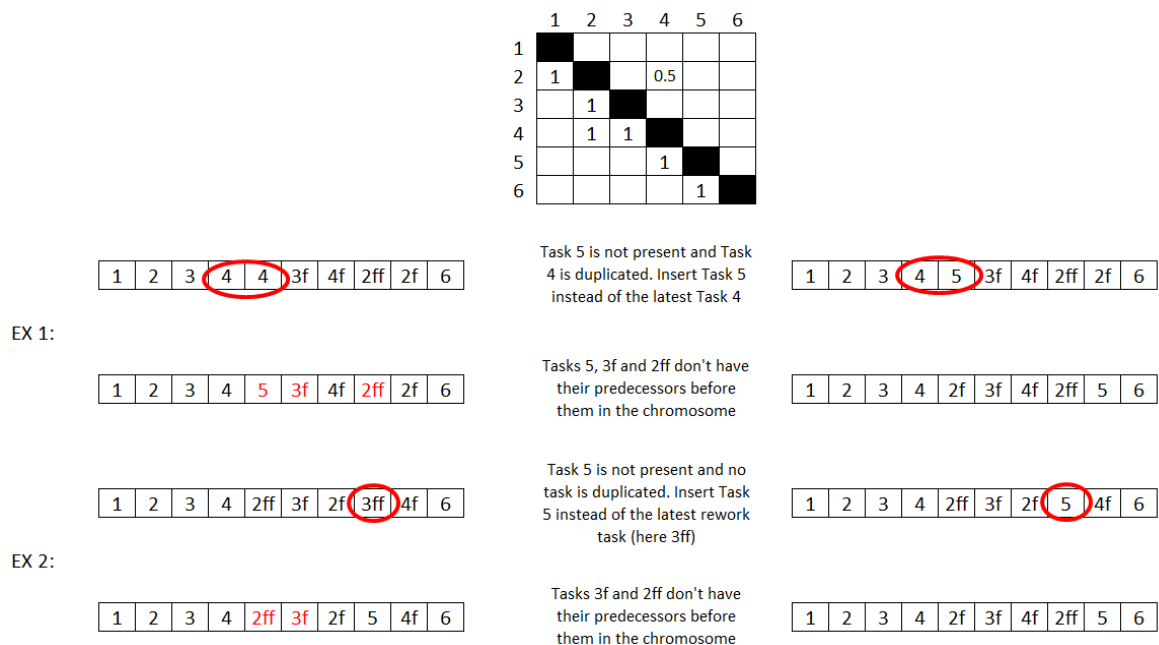 1 2 3 4 5 6
1
2 1 0.5
3 1
4 1 1
5 1
6 1
Task 5 is not present and Task
4 is duplicated. Insert Task 5
instead of the latest Task 4
1 2 3 4 4 3f 4f 2ff 2f 6
1 2 3 4 5 3f 4f 2ff 2f 6
EX 1:
Tasks 5, 3f and 2ff don't have
their predecessors before
them in the chromosome
1 2 3 4 5 3f 4f 2ff 2f 6
1 2 3 4 2f 3f 4f 2ff 5 6
Task 5 is not present and no
task is duplicated. Insert Task
5 instead of the latest rework
task (here 3ff)
1 2 3 4 2ff 3f 2f 3ff 4f 6
1 2 3 4 2ff 3f 2f 5 4f 6
EX 2:
Tasks 3f and 2ff don't have
their predecessors before
them in the chromosome
1 2 3 4 2ff 3f 2f 5 4f 6
1 2 3 4 2f 3f 4f 2ff 5 6